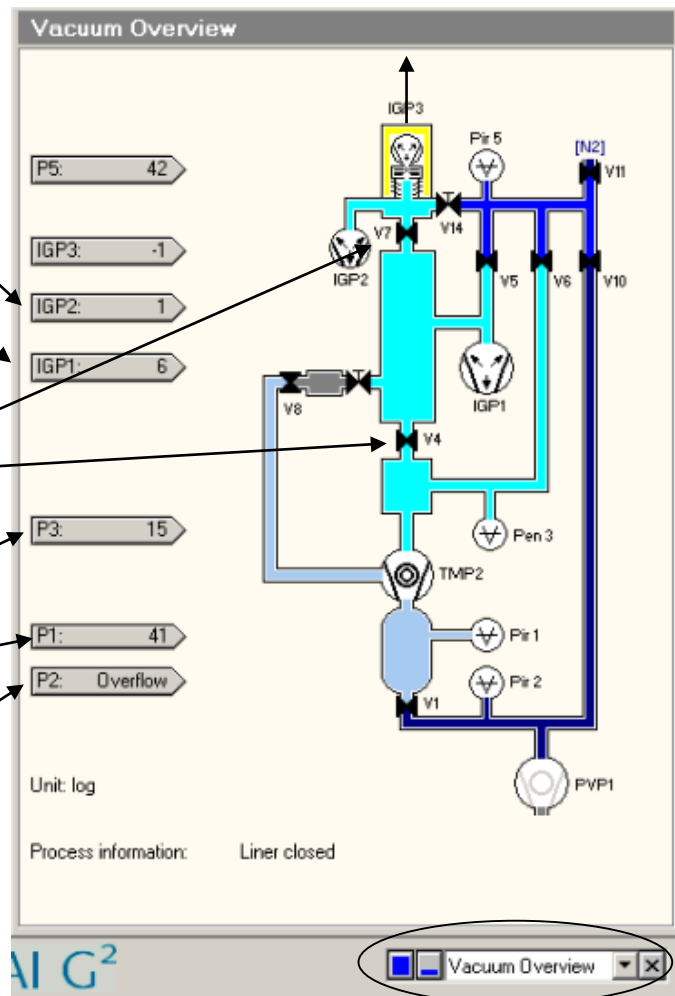 Vacuum Overview
IGP3
P5: 42
Pir 5
[N2]
V11
V14
V7
IGP3: -1
IGP2
V5
V6
V10
IGP2: 1
IGP1: 6
IGP1
V8
V4
P3: 15
Pen 3
TMP2
P1: 41
Pir 1
P2: Overflow
Pir 2
V1
Unit: log
PVP1
Process information: Liner closed
AI G²
Vacuum Overview